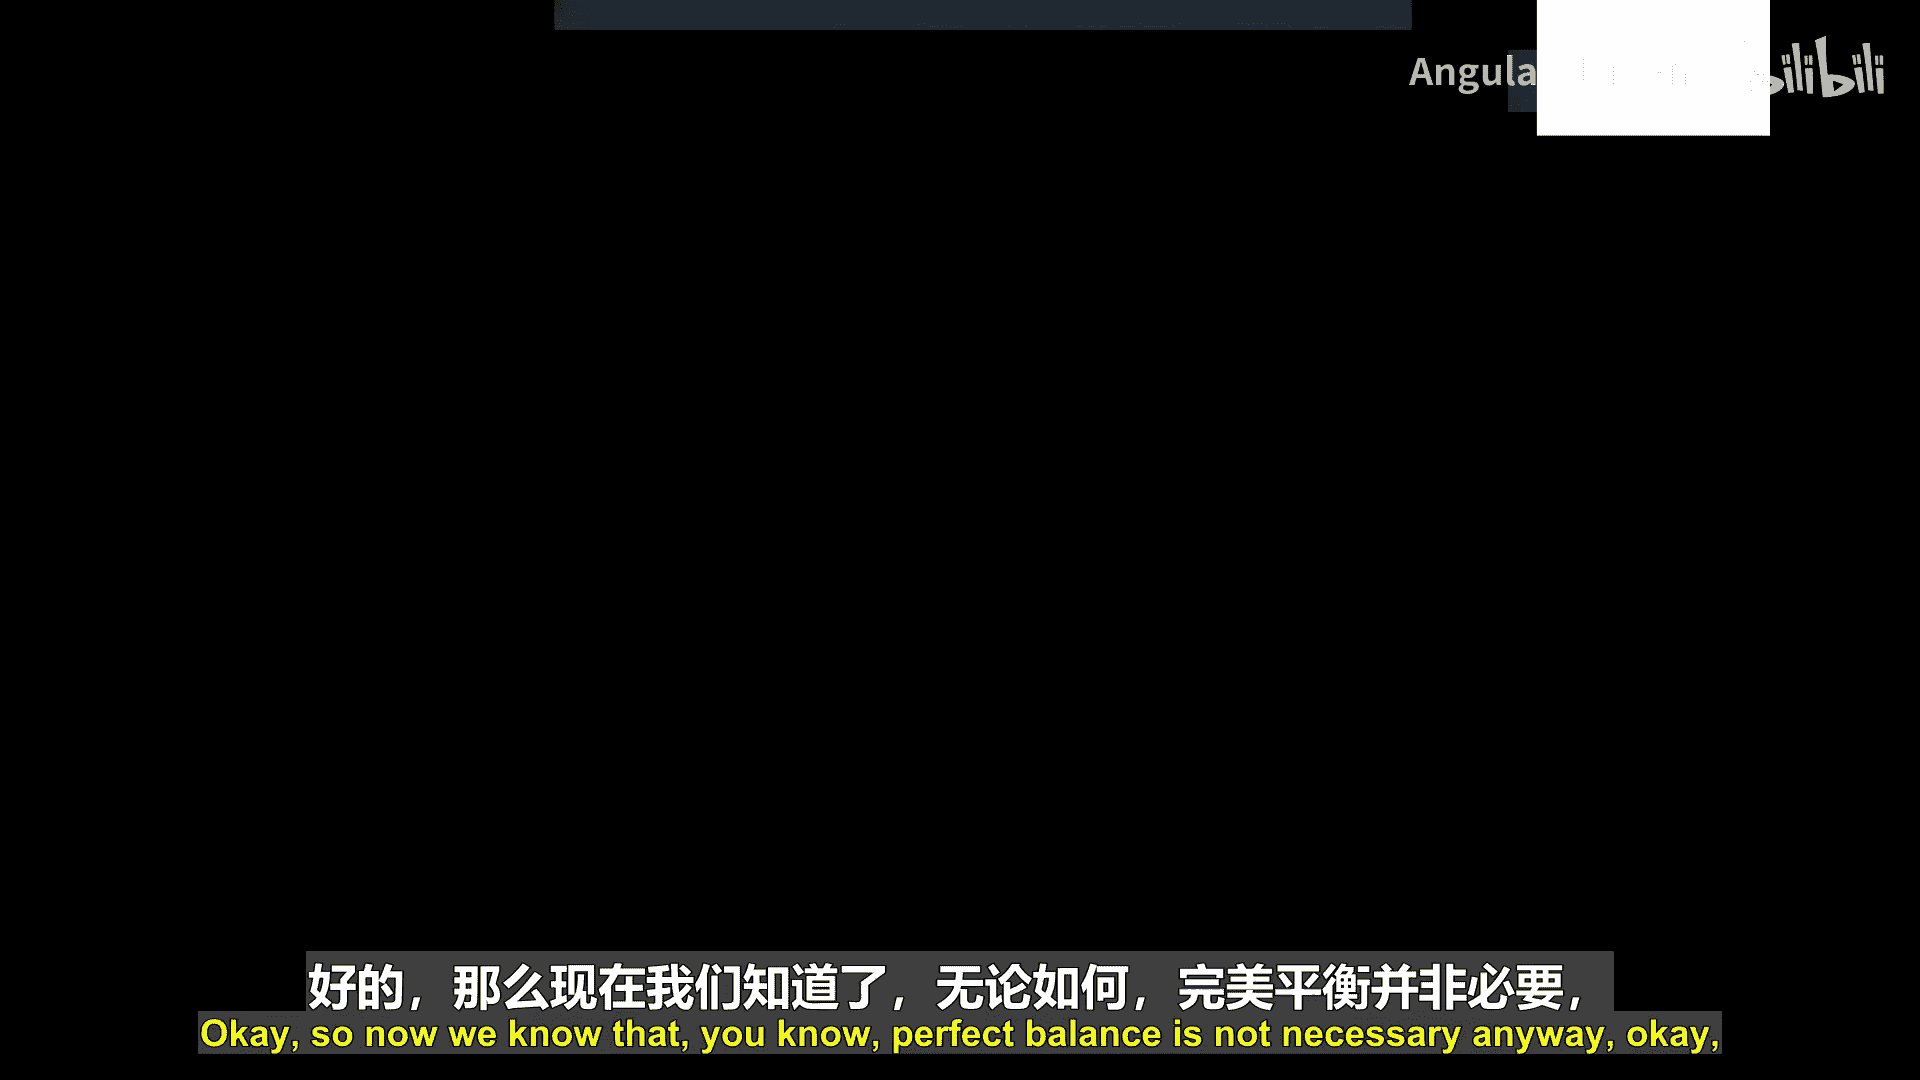 bilibili
好的，那么现在我们知道了，无论如何，完美平衡并非必要，
Okay, so now we know that, you know, perfect balance is not necessary anyway, okay,